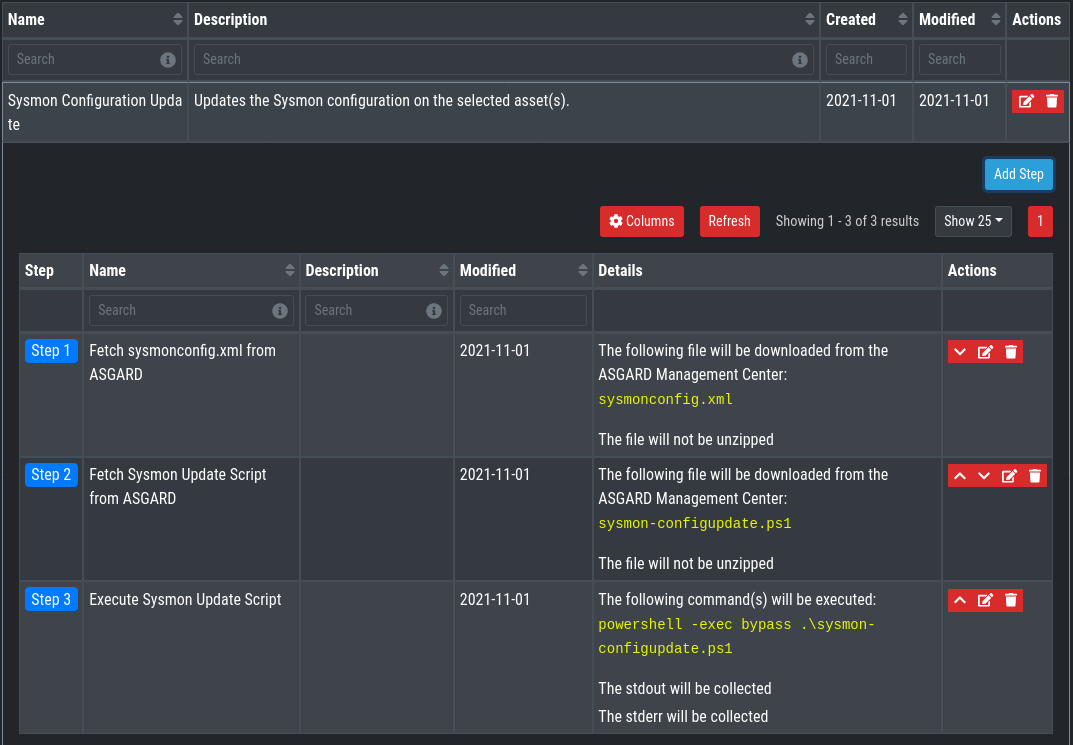 Name Description Created Modified Actions
Search Search Search Search
Sysmon Configuration Upda Updates the Sysmon configuration on the selected asset(s). 2021-11-01 2021-11-01
te
Add Step
Columns Refresh Showing 1 - 3 of 3 results Show 25 1
Step Name Description Modified Details Actions
Search Search Search
Step 1 Fetch sysmonconfig.xml from 2021-11-01 The following file will be downloaded from the
ASGARD ASGARD Management Center:
sysmonconfig.xml
The file will not be unzipped
Step 2 Fetch Sysmon Update Script 2021-11-01 The following file will be downloaded from the
from ASGARD ASGARD Management Center:
sysmon-configupdate.ps1
The file will not be unzipped
Step 3 Execute Sysmon Update Script 2021-11-01 The following command(s) will be executed:
powershell -exec bypass .\sysmon-
configupdate.ps1
The stdout will be collected
The stderr will be collected